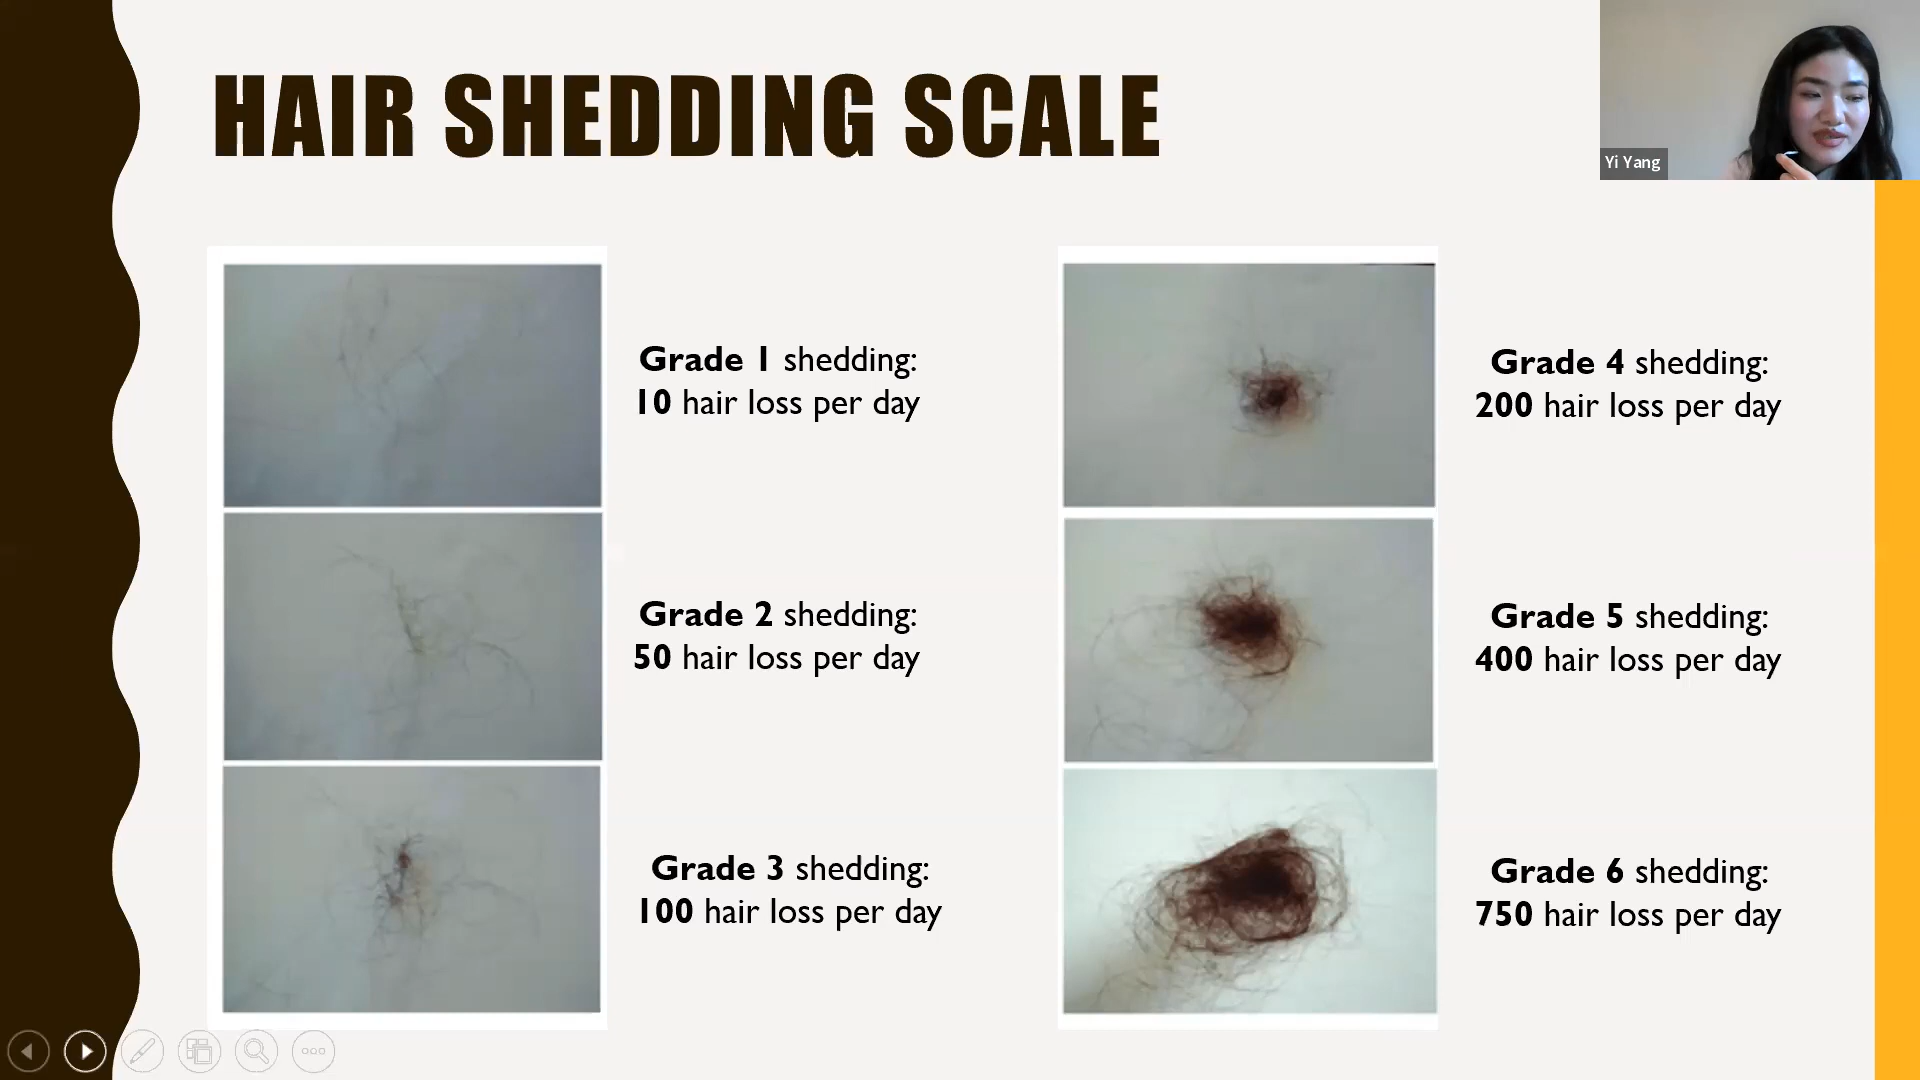 HAIR SHEDDING SCALE
Yi Yang
Grade 1 shedding:
10 hair loss per day
Grade 2 shedding:
50 hair loss per day
Grade 3 shedding:
100 hair loss per day
Grade 4 shedding:
200 hair loss per day
Grade 5 shedding:
400 hair loss per day
Grade 6 shedding:
750 hair loss per day